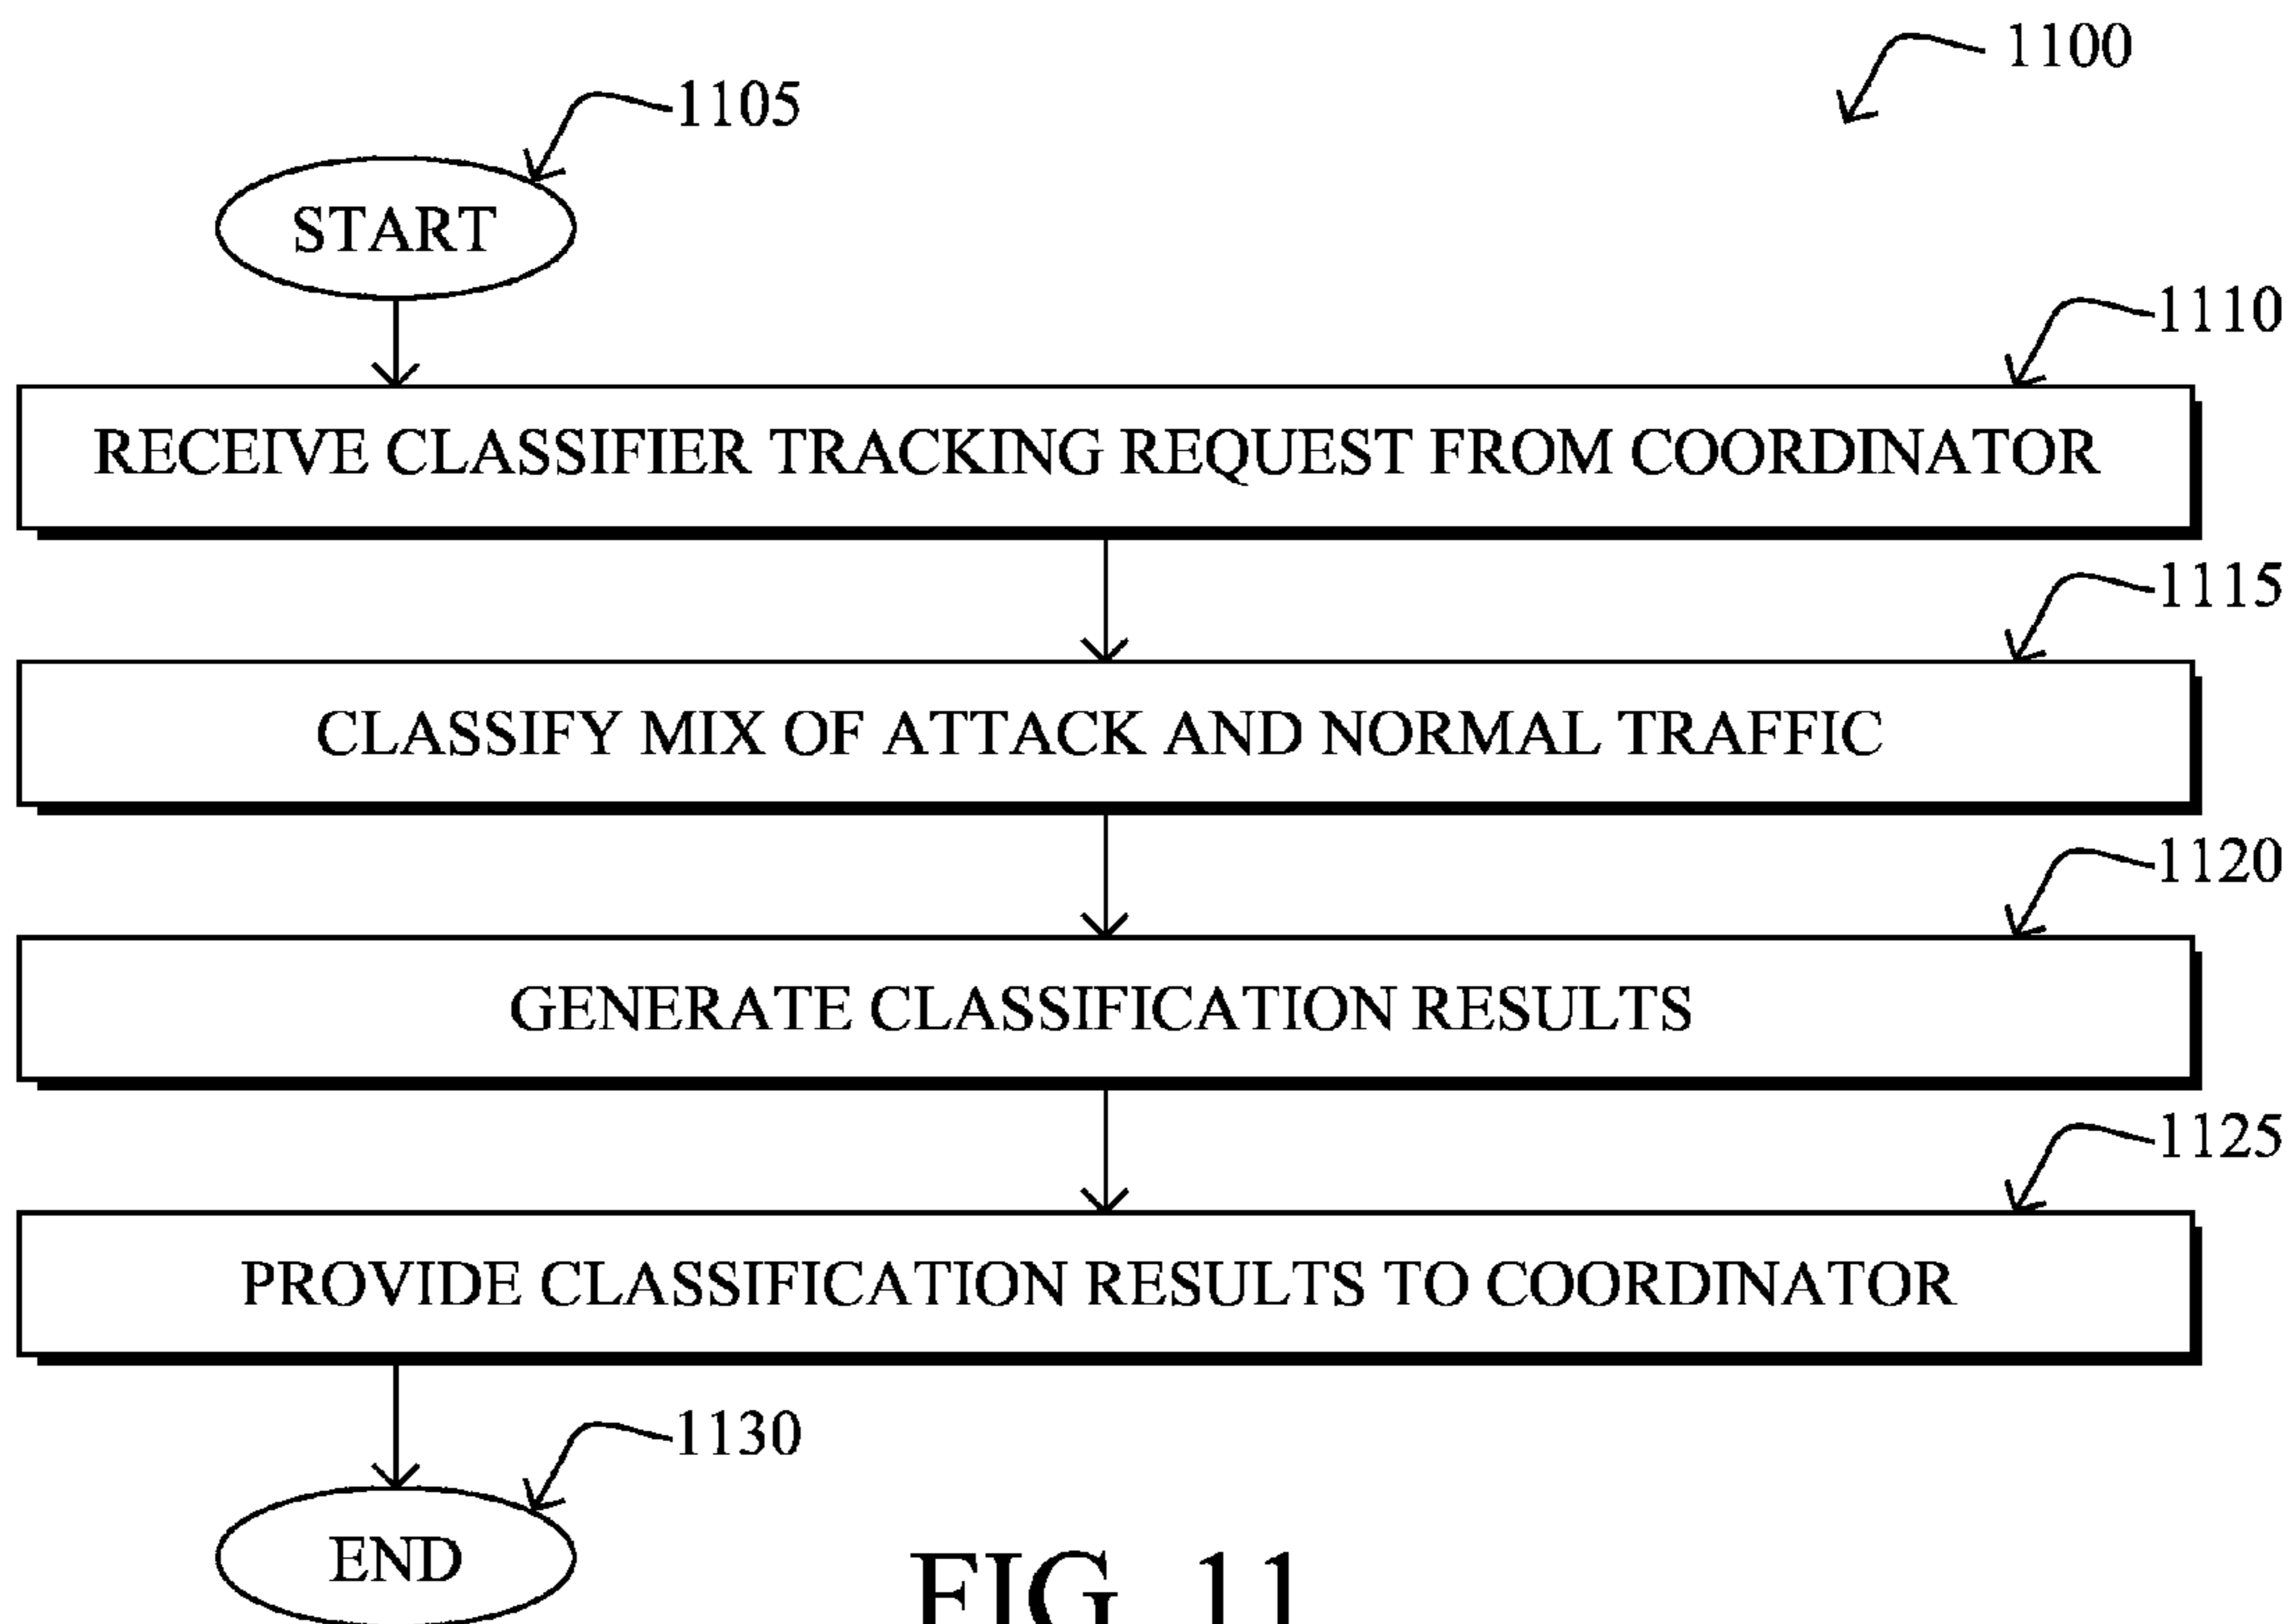 1100
1105
START
1110
RECEIVE CLASSIFIER TRACKING REQUEST FROM COORDINATOR
1115
CLASSIFY MIX OF ATTACK AND NORMAL TRAFFIC
1120
GENERATE CLASSIFICATION RESULTS
1125
PROVIDE CLASSIFICATION RESULTS TO COORDINATOR
1130
END
FIG. 11